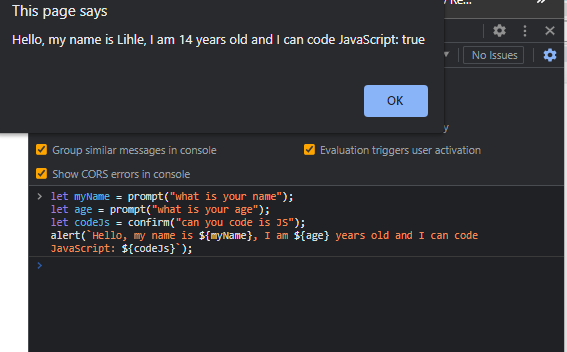 This page says
Hello, my name is Lihle, I am 14 years old and I can code JavaScript: true
OK
No Issues
Group similar messages in console
Evaluation triggers user activation
Show CORS errors in console
let myName = prompt("what is your name");
let age = prompt("what is your age");
let codeJs = confirm("can you code is JS");
alert(`Hello, my name is ${myName}, I am ${age} years old and I can code
JavaScript: ${codeJs}`);